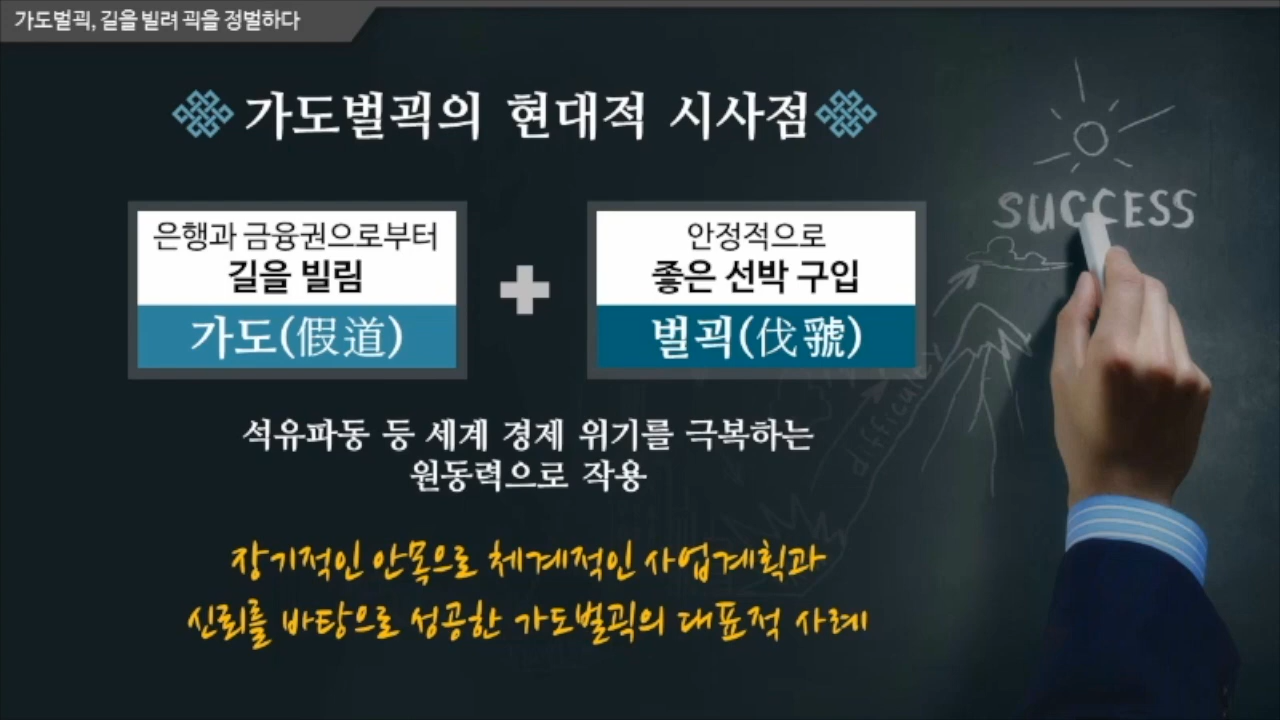 가도벌괵, 길을 빌려 괵을 정벌하다
가도벌괵의 현대적 시사점
은행과 금융권으로부터
길을 빌림
가도(假道)
+
안정적으로
좋은 선박 구입
벌괵(伐虢)
SUCCESS
difficulty
석유파동 등 세계 경제 위기를 극복하는
원동력으로 작용
장기적인 안목으로 체계적인 사업계획과
신뢰를 바탕으로 성공한 가도벌괵의 대표적 사례